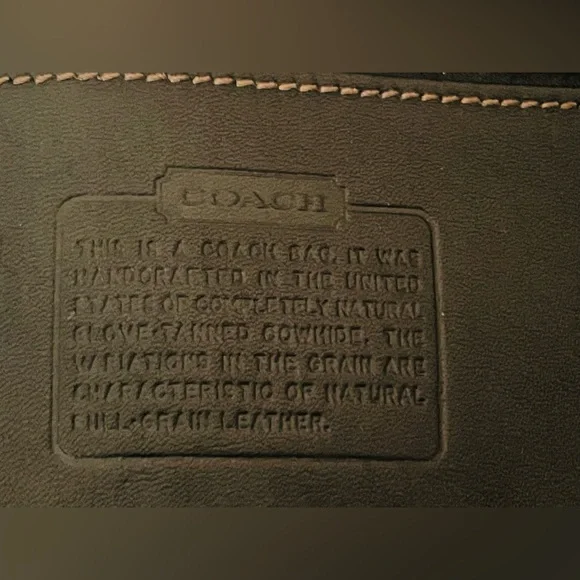 COACH
THIS IS A COACH BAG. IT WAS
HANDCRAFTED IN THE UNITED
STATES OF COMPLETELY NATURAL
GLOVE-TANNED COWHIDE. THE
VARIATIONS IN THE GRAIN ARE
CHARACTERISTIC OF NATURAL
FULL-GRAIN LEATHER.